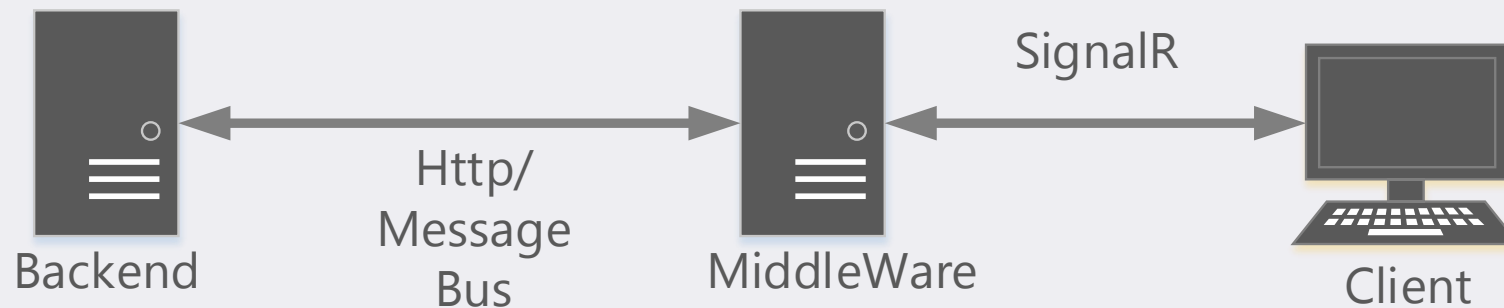 SignalR
Http/
Message
Bus
Backend
MiddleWare
Client